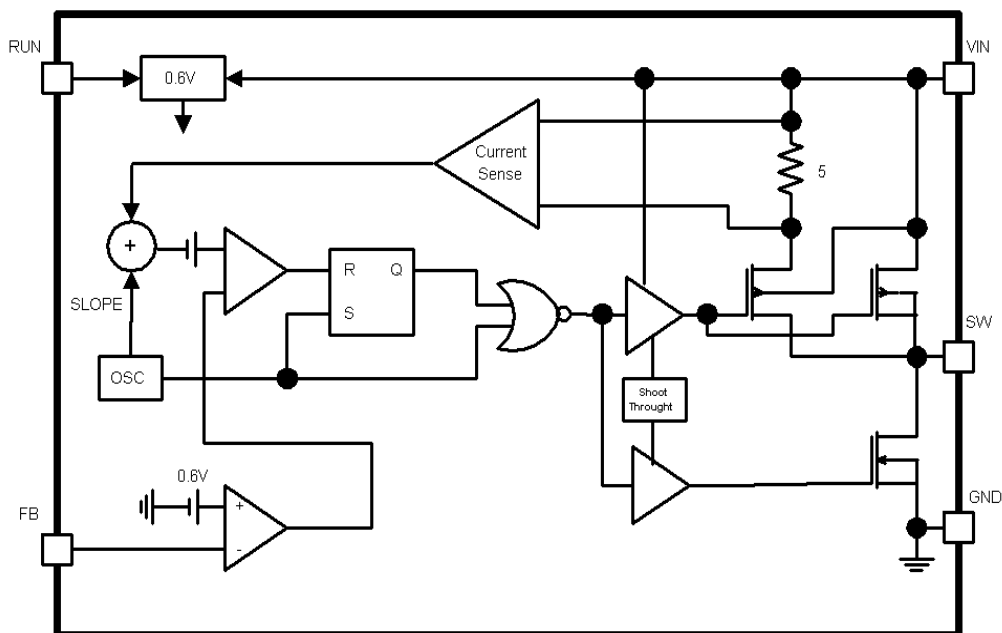 RUN
VIN
0.6V
Current
Sense
5
+
R
Q
S
SLOPE
SW
OSC
Shoot
Throught
0.6V
+
-
FB
GND